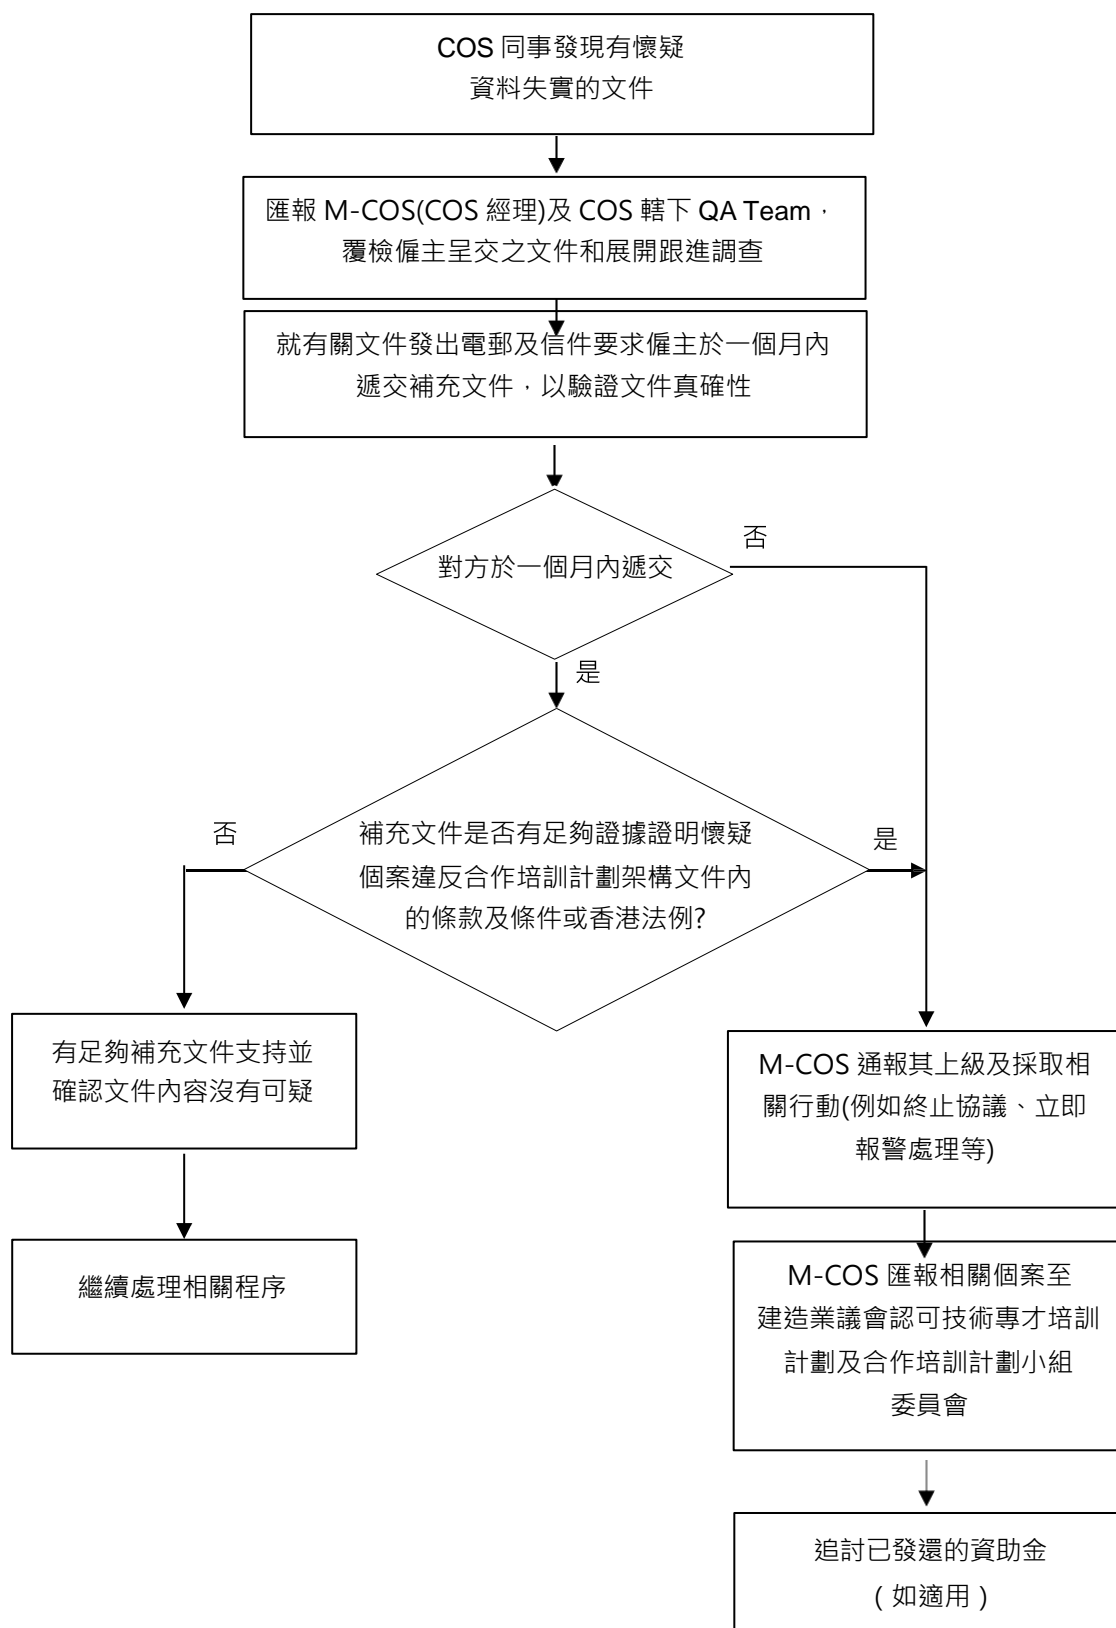 COS 同事發現有懷疑
資料失實的文件
匯報 M-COS(COS 經理)及 COS 轄下 QA Team，
覆檢僱主呈交之文件和展開跟進調查
就有關文件發出電郵及信件要求僱主於一個月內
遞交補充文件，以驗證文件真確性
對方於一個月內遞交
否
是
補充文件是否有足夠證據證明懷疑
個案違反合作培訓計劃架構文件內
的條款及條件或香港法例?
否
是
有足夠補充文件支持並
確認文件內容沒有可疑
繼續處理相關程序
M-COS 通報其上級及採取相
關行動(例如終止協議、立即
報警處理等)
M-COS 匯報相關個案至
建造業議會認可技術專才培訓
計劃及合作培訓計劃小組
委員會
追討已發還的資助金
（如適用）